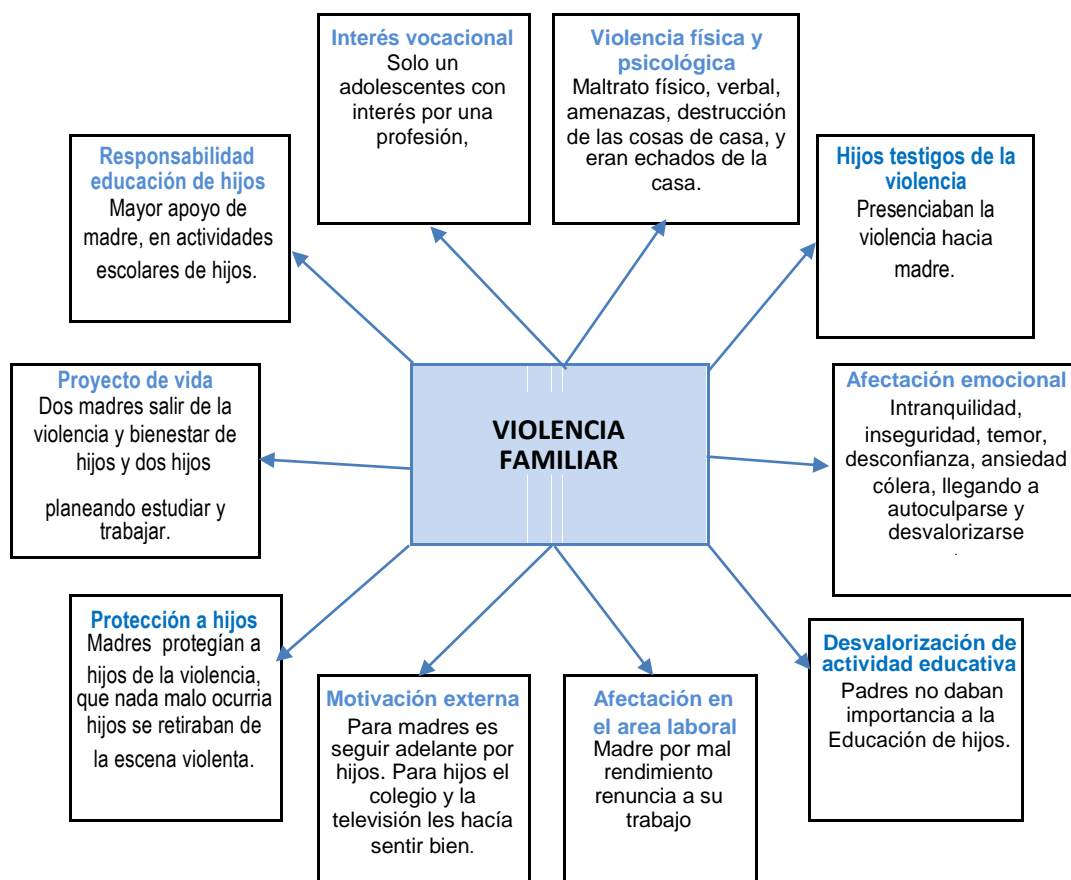 Interés vocacional
Solo un
adolescentes con
interés por una
profesión,
Violencia física y
psicológica
Maltrato físico, verbal,
amenazas, destrucción
de las cosas de casa, y
eran echados de la
casa.
Responsabilidad
educación de hijos
Mayor apoyo de
madre, en actividades
escolares de hijos.
Hijos testigos de la
violencia
Presenciaban la
violencia hacia
madre.
Proyecto de vida
Dos madres salir de la
violencia y bienestar de
hijos y dos hijos
planeando estudiar y
trabajar.
VIOLENCIA
FAMILIAR
Afectación emocional
Intranquilidad,
inseguridad, temor,
desconfianza, ansiedad
cólera, llegando a
autoculparse y
desvalorizarse
.
Protección a hijos
Madres protegían a
hijos de la violencia,
que nada malo ocurria
hijos se retiraban de
la escena violenta.
Motivación externa
Para madres es
seguir adelante por
hijos. Para hijos el
colegio y la
televisión les hacía
sentir bien.
Afectación en
el area laboral
Madre por mal
rendimiento
renuncia a su
trabajo
Desvalorización de
actividad educativa
Padres no daban
importancia a la
Educación de hijos.